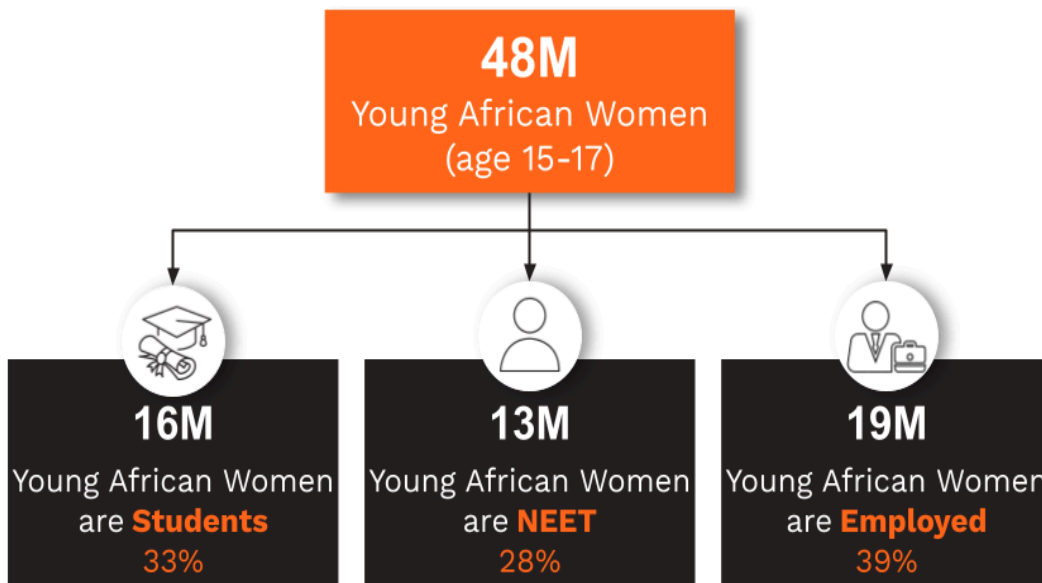 48M
Young African Women
(age 15-17)
16M
Young African Women
are Students
33%
13M
Young African Women
are NEET
28%
19M
Young African Women
are Employed
39%